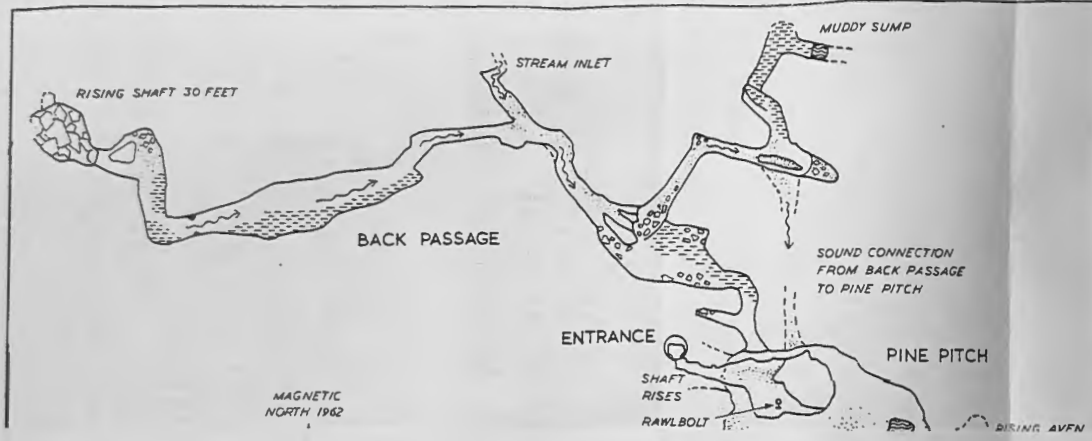 MUDDY SUMP
STREAM INLET
RISING SHAFT 30 FEET
BACK PASSAGE
SOUND CONNECTION
FROM BACK PASSAGE
TO PINE PITCH
ENTRANCE
PINE PITCH
SHAFT
RISES
MAGNETIC
NORTH 1962
RAWLBOLT
RISING AVEN